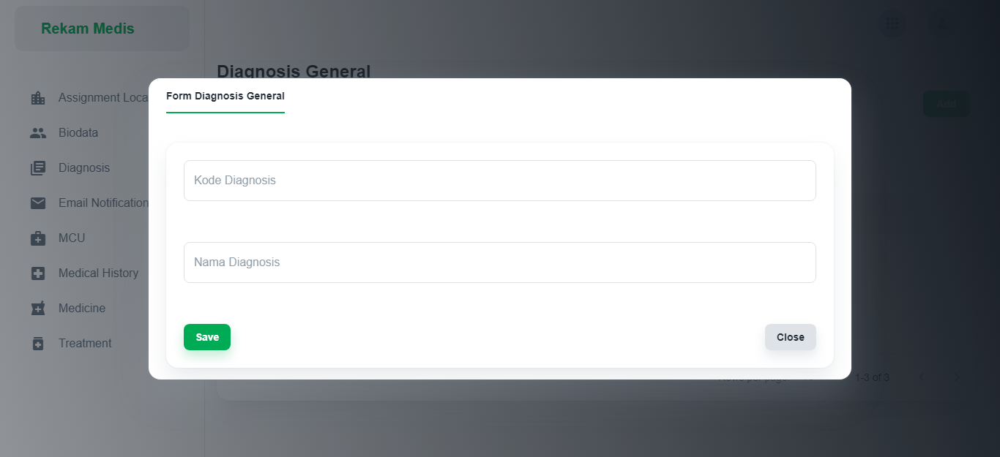 Rekam Medis
Diagnosis General
Form Diagnosis General
Assignment Loca
Add
Biodata
Kode Diagnosis
Diagnosis
Email Notification
MCU
Nama Diagnosis
Medical History
Medicine
Save
Close
Treatment
Rows per page:
1-3 of 3